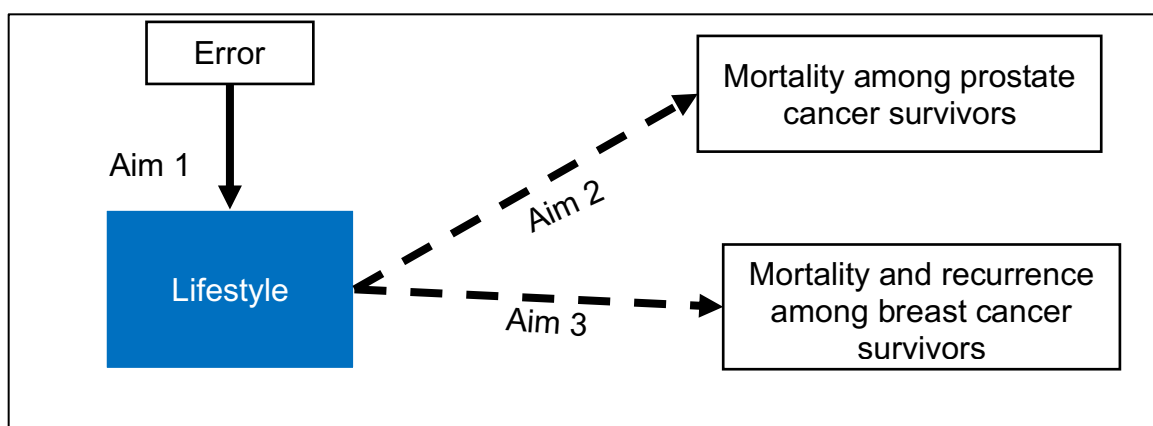 Error
Mortality among prostate
cancer survivors
Aim 1
Aim 2
Lifestyle
Mortality and recurrence
among breast cancer
survivors
Aim 3